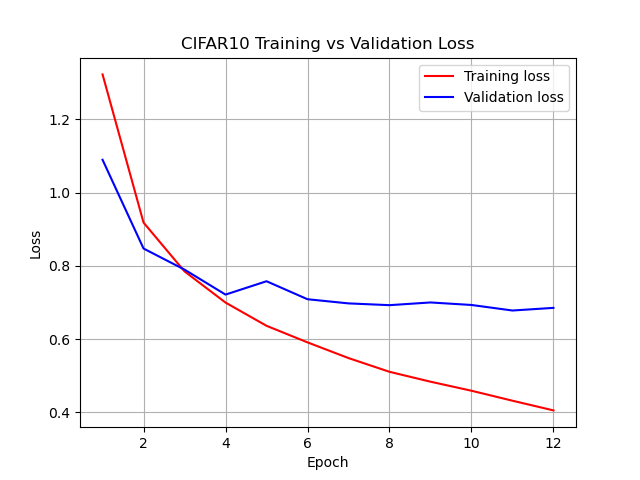 CIFAR10 Training vs Validation Loss
Training loss
Validation loss
1.2
1.0
0.8
0.6
0.4
Loss
2 4 6 8 10 12
Epoch